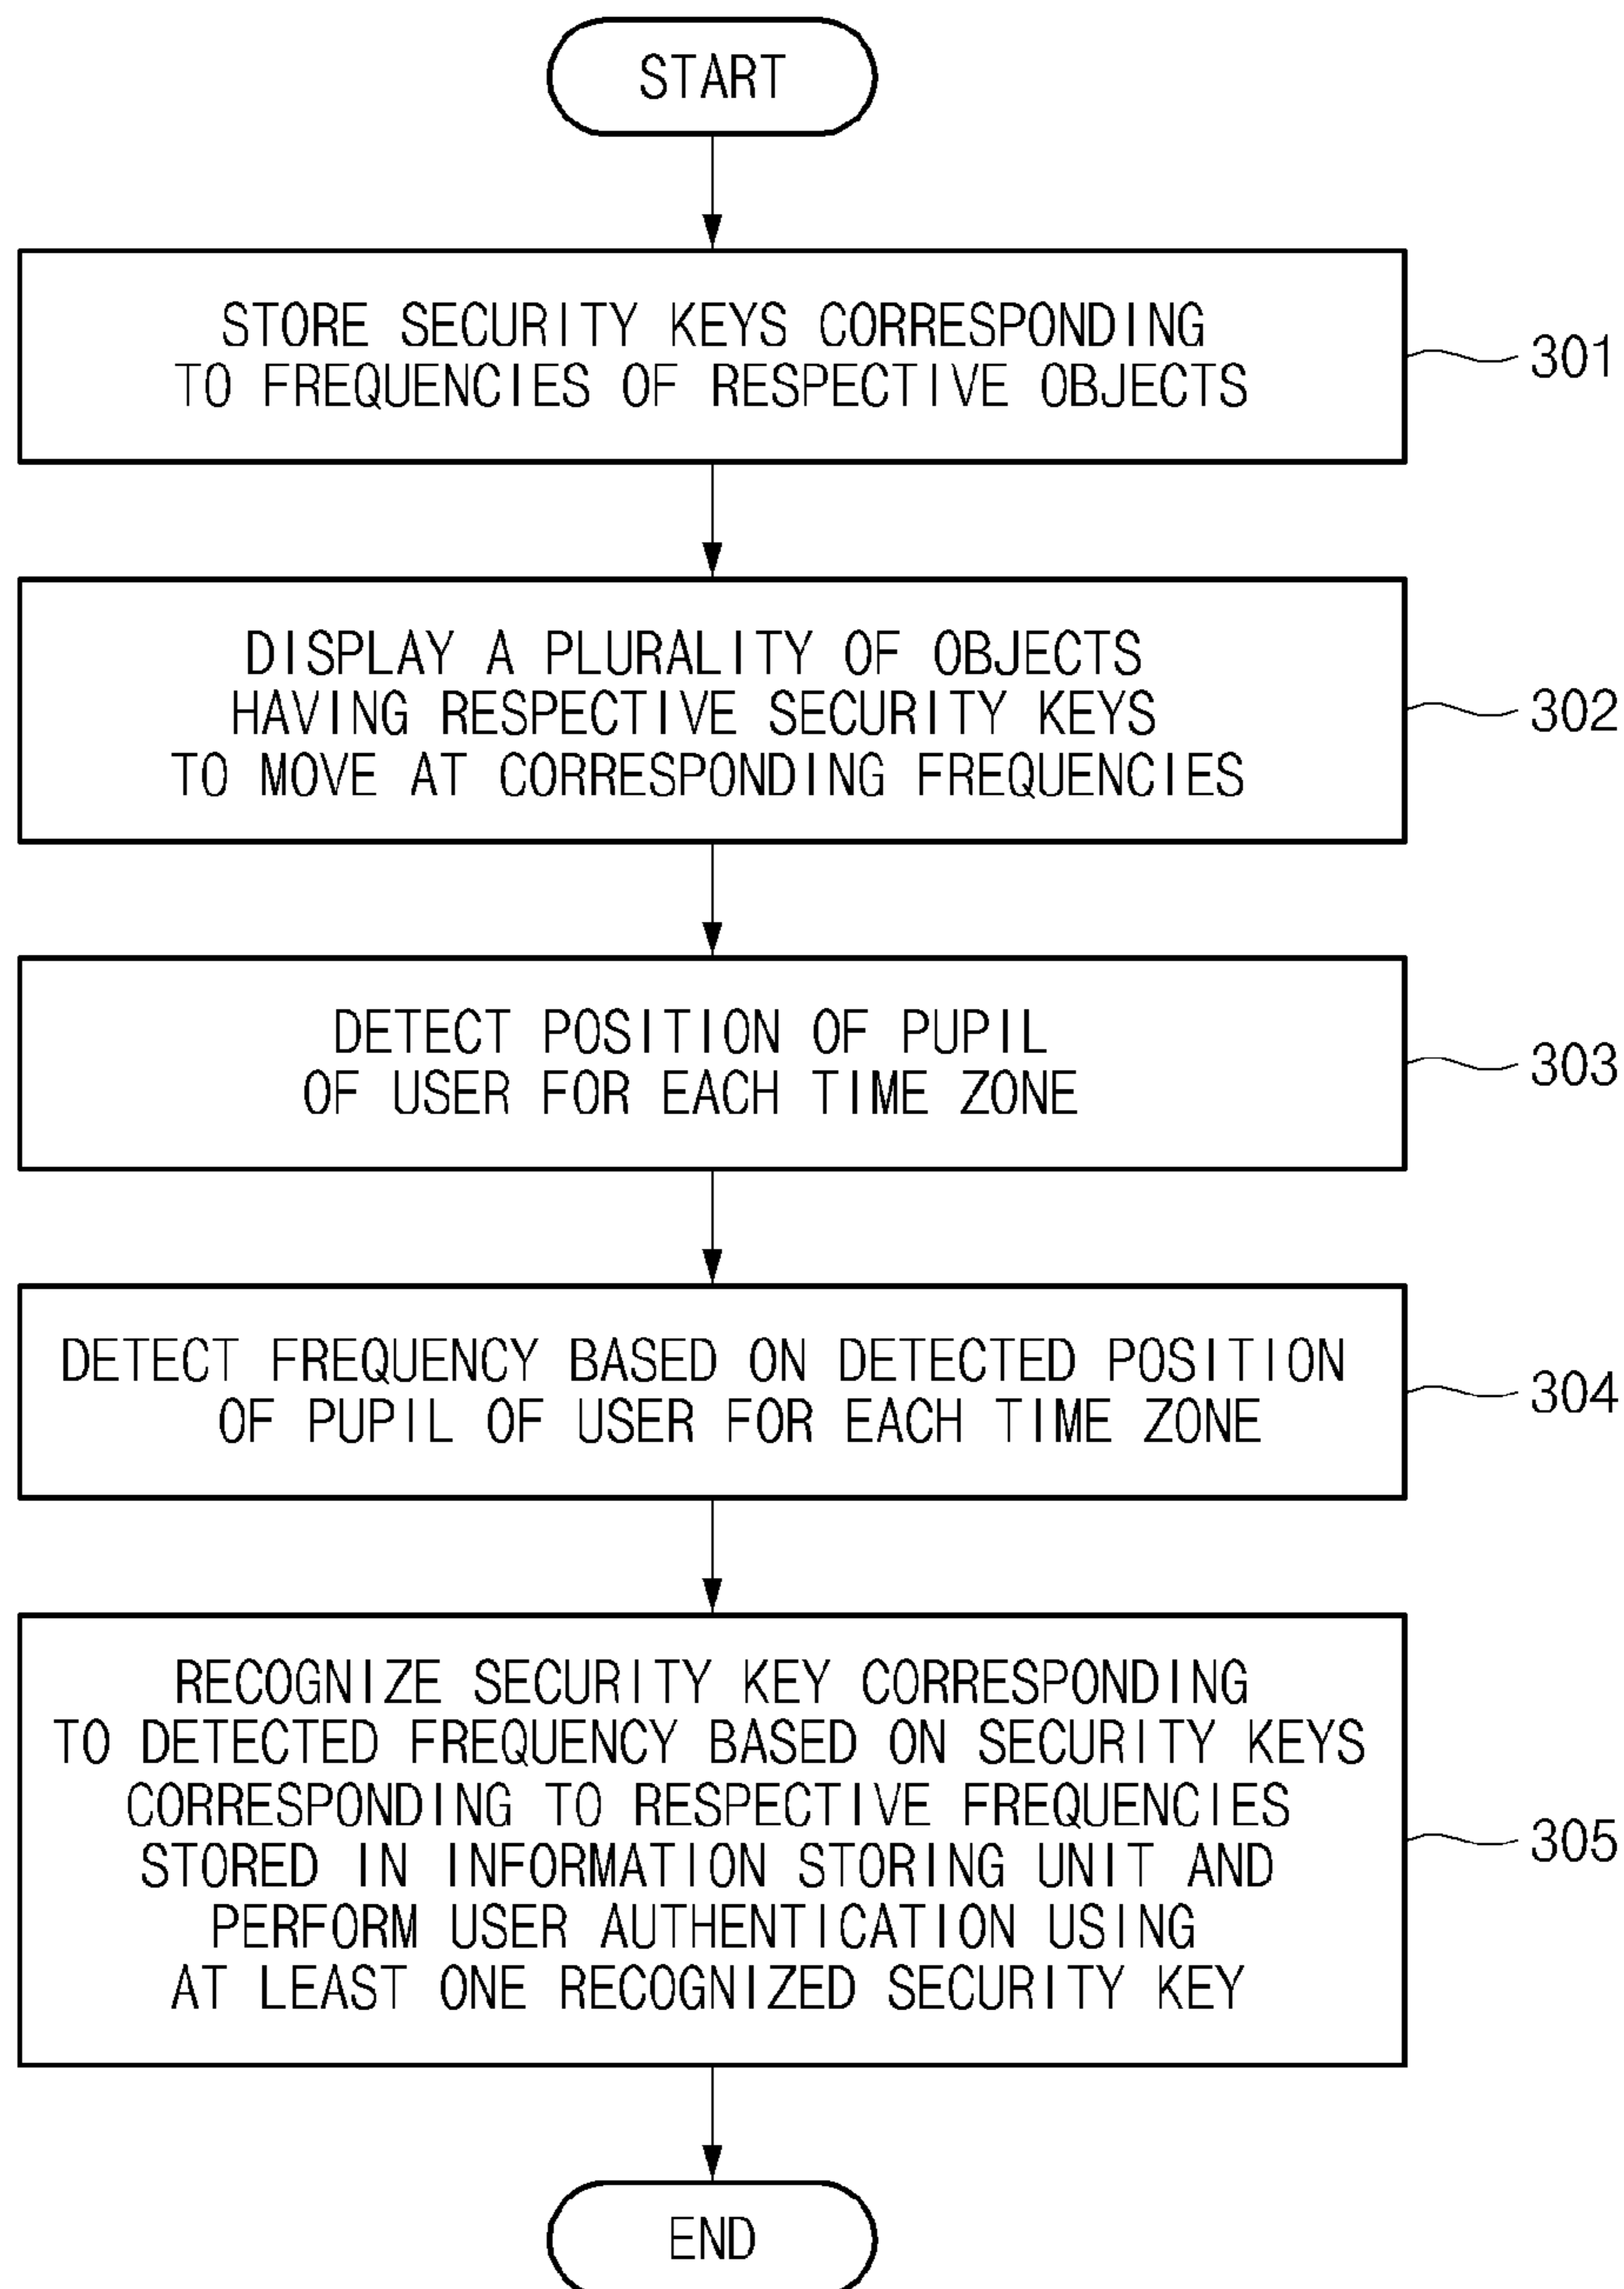 START
STORE SECURITY KEYS CORRESPONDING
TO FREQUENCIES OF RESPECTIVE OBJECTS
301
DISPLAY A PLURALITY OF OBJECTS
HAVING RESPECTIVE SECURITY KEYS
TO MOVE AT CORRESPONDING FREQUENCIES
302
DETECT POSITION OF PUPIL
OF USER FOR EACH TIME ZONE
303
DETECT FREQUENCY BASED ON DETECTED POSITION
OF PUPIL OF USER FOR EACH TIME ZONE
304
RECOGNIZE SECURITY KEY CORRESPONDING
TO DETECTED FREQUENCY BASED ON SECURITY KEYS
CORRESPONDING TO RESPECTIVE FREQUENCIES
STORED IN INFORMATION STORING UNIT AND
PERFORM USER AUTHENTICATION USING
AT LEAST ONE RECOGNIZED SECURITY KEY
305
END